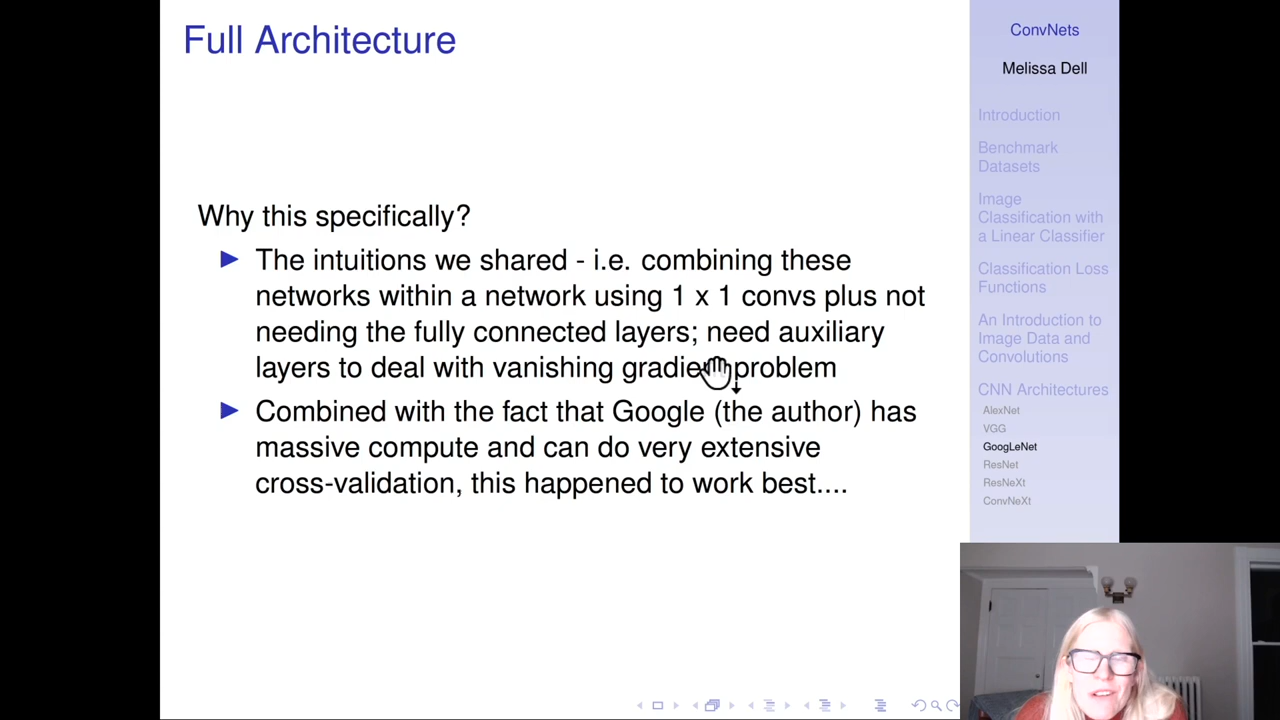 Full Architecture
Why this specifically?
The intuitions we shared - i.e. combining these
networks within a network using 1 x 1 convs plus not
needing the fully connected layers; need auxiliary
layers to deal with vanishing gradient problem
Combined with the fact that Google (the author) has
massive compute and can do very extensive
cross-validation, this happened to work best....
ConvNets
Melissa Dell
Introduction
Benchmark
Datasets
Image
Classification with
a Linear Classifier
Classification Loss
Functions
An Introduction to
Image Data and
Convolutions
CNN Architectures
AlexNet
VGG
GoogLeNet
ResNet
ResNeXt
ConvNeXt